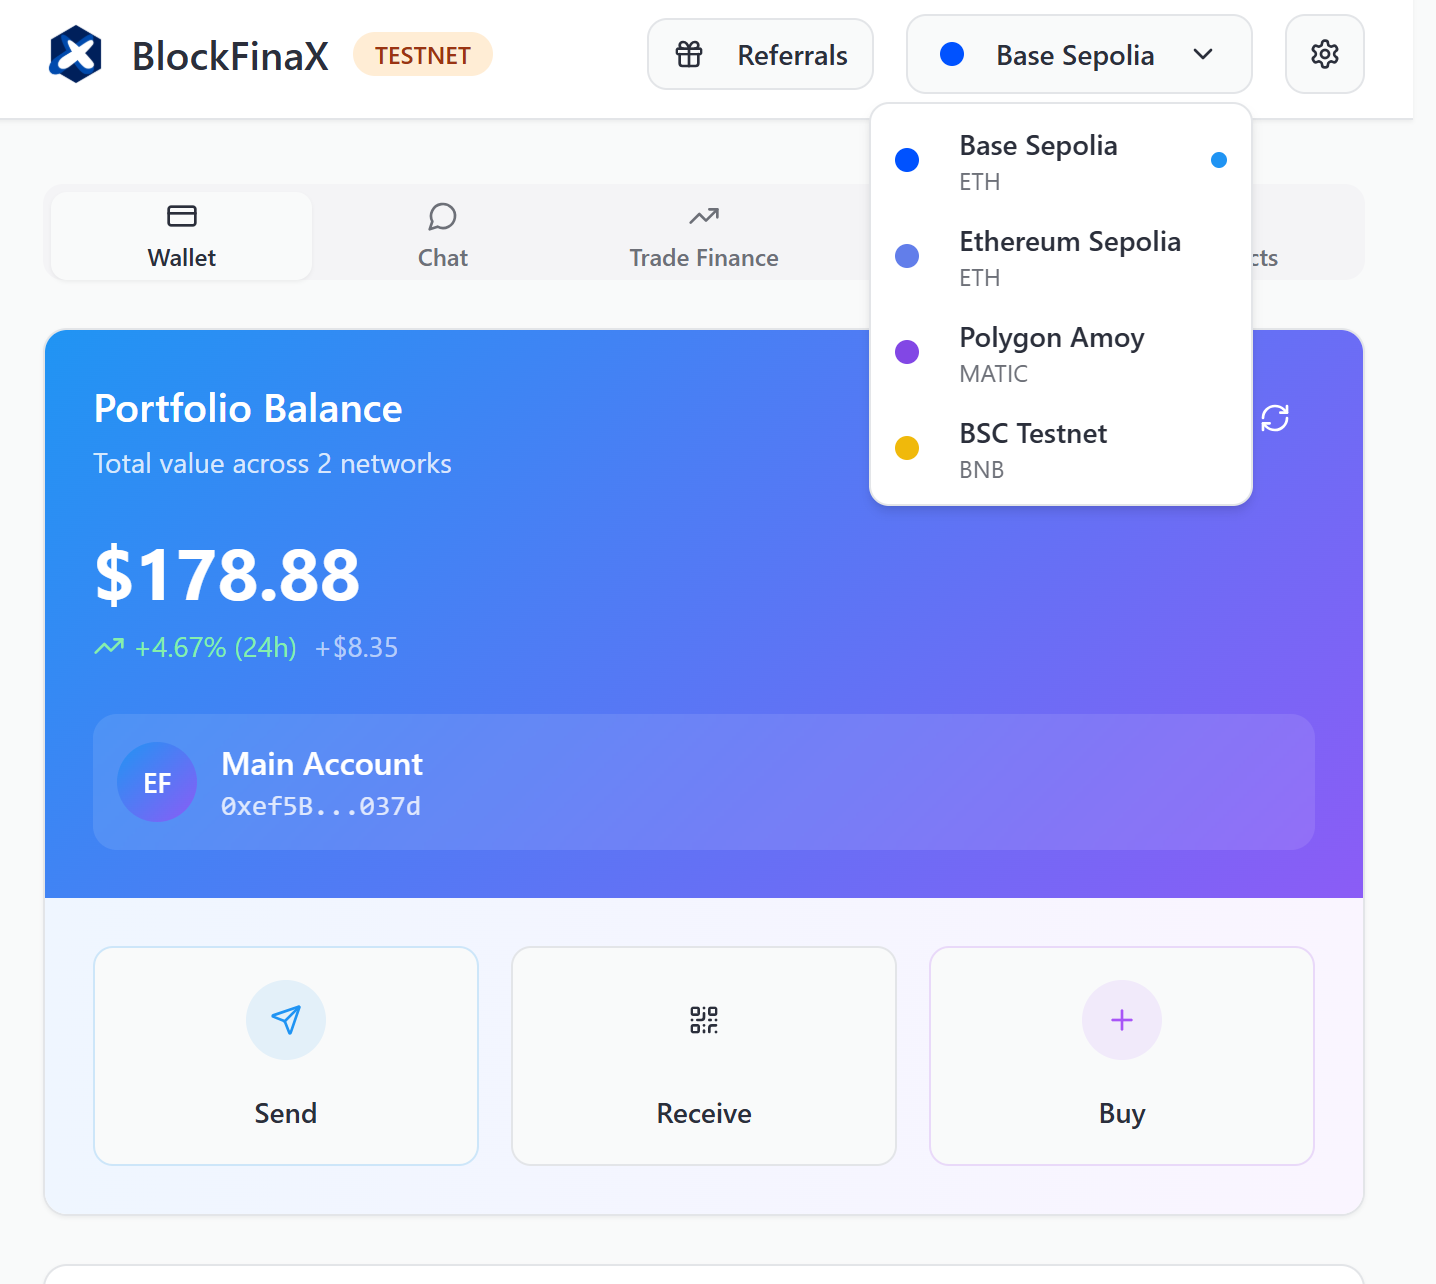 BlockFinaX
TESTNET
Referrals
Base Sepolia
Base Sepolia
ETH
Ethereum Sepolia
ETH
Polygon Amoy
MATIC
BSC Testnet
BNB
Wallet
Chat
Trade Finance
cts
Portfolio Balance
Total value across 2 networks
$178.88
+4.67% (24h) +$8.35
EF
Main Account
0xef5B...037d
Send
Receive
Buy